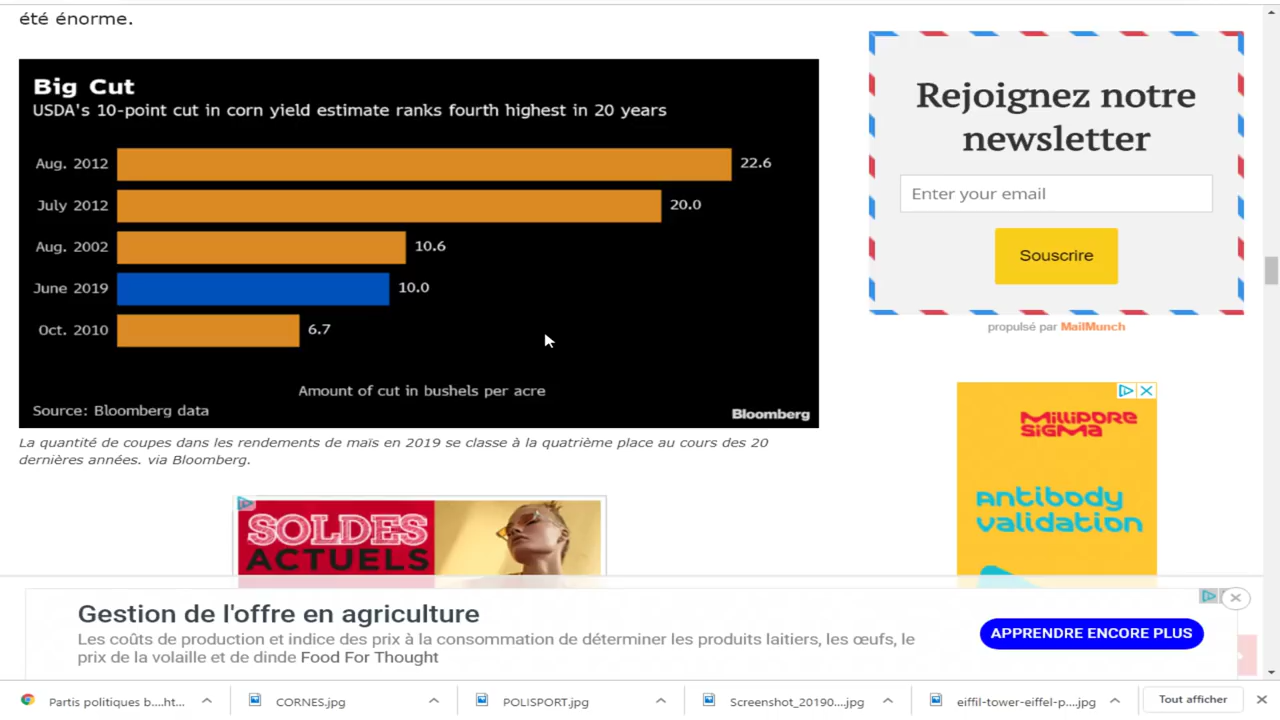 été énorme.
Big Cut
USDA's 10-point cut in corn yield estimate ranks fourth highest in 20 years
Aug. 2012 22.6
July 2012 20.0
Aug. 2002 10.6
June 2019 10.0
Oct. 2010 6.7
Amount of cut in bushels per acre
Source: Bloomberg data
Bloomberg
La quantité de coupes dans les rendements de maïs en 2019 se classe à la quatrième place au cours des 20
dernières années. via Bloomberg.
Rejoignez notre
newsletter
Enter your email
Souscrire
propulsé par MailMunch
MILLIPORE
SIGMA
Antibody
validation
SOLDES
ACTUELS
Gestion de l'offre en agriculture
Les coûts de production et indice des prix à la consommation de déterminer les produits laitiers, les œufs, le
prix de la volaille et de dinde Food For Thought
APPRENDRE ENCORE PLUS
Partis politiques b....ht...
CORNES.jpg
POLISPORT.jpg
Screenshot_20190....jpg
eiffil-tower-eiffel-p....jpg
Tout afficher